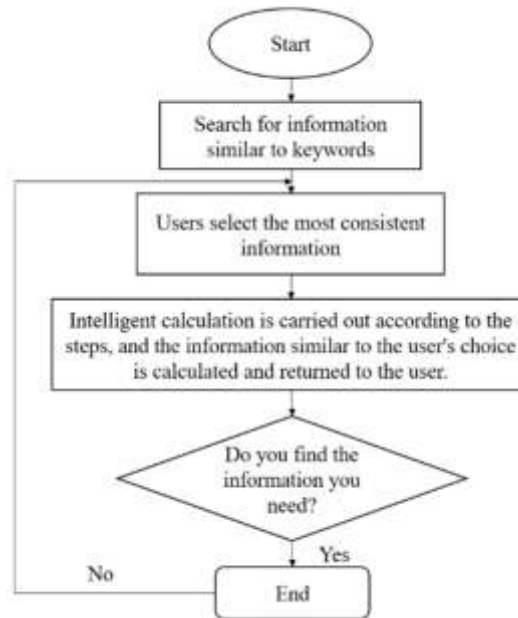 Start
Search for information
similar to keywords
Users select the most consistent
information
Intelligent calculation is carried out according to the
steps, and the information similar to the user's choice
is calculated and returned to the user.
Do you find the
information you
need?
Yes
No
End